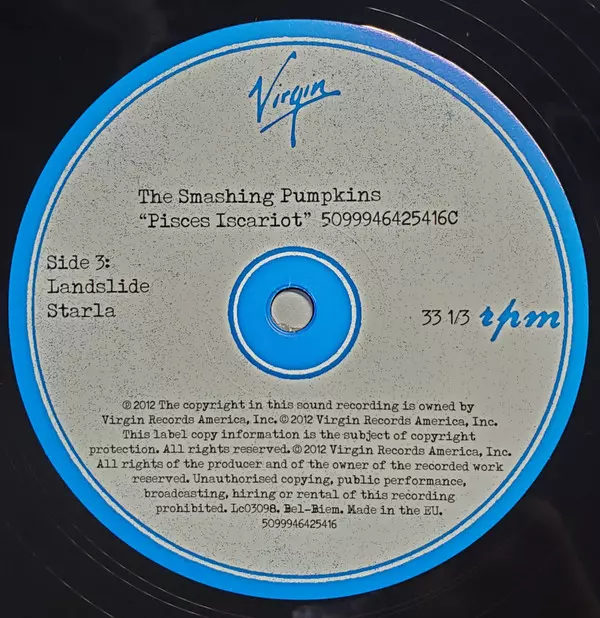 Virgin
The Smashing Pumpkins
"Pisces Iscariot" 5099946425416C
Side 3:
Landslide
Starla
33 1/3 rpm
℗ 2012 The copyright in this sound recording is owned by
Virgin Records America, Inc. © 2012 Virgin Records America, Inc.
This label copy information is the subject of copyright
protection. All rights reserved. © 2012 Virgin Records America, Inc.
All rights of the producer and of the owner of the recorded work
reserved. Unauthorised copying, public performance,
broadcasting, hiring or rental of this recording
prohibited. Lc03098. Bel-Biem. Made in the EU.
5099946425416